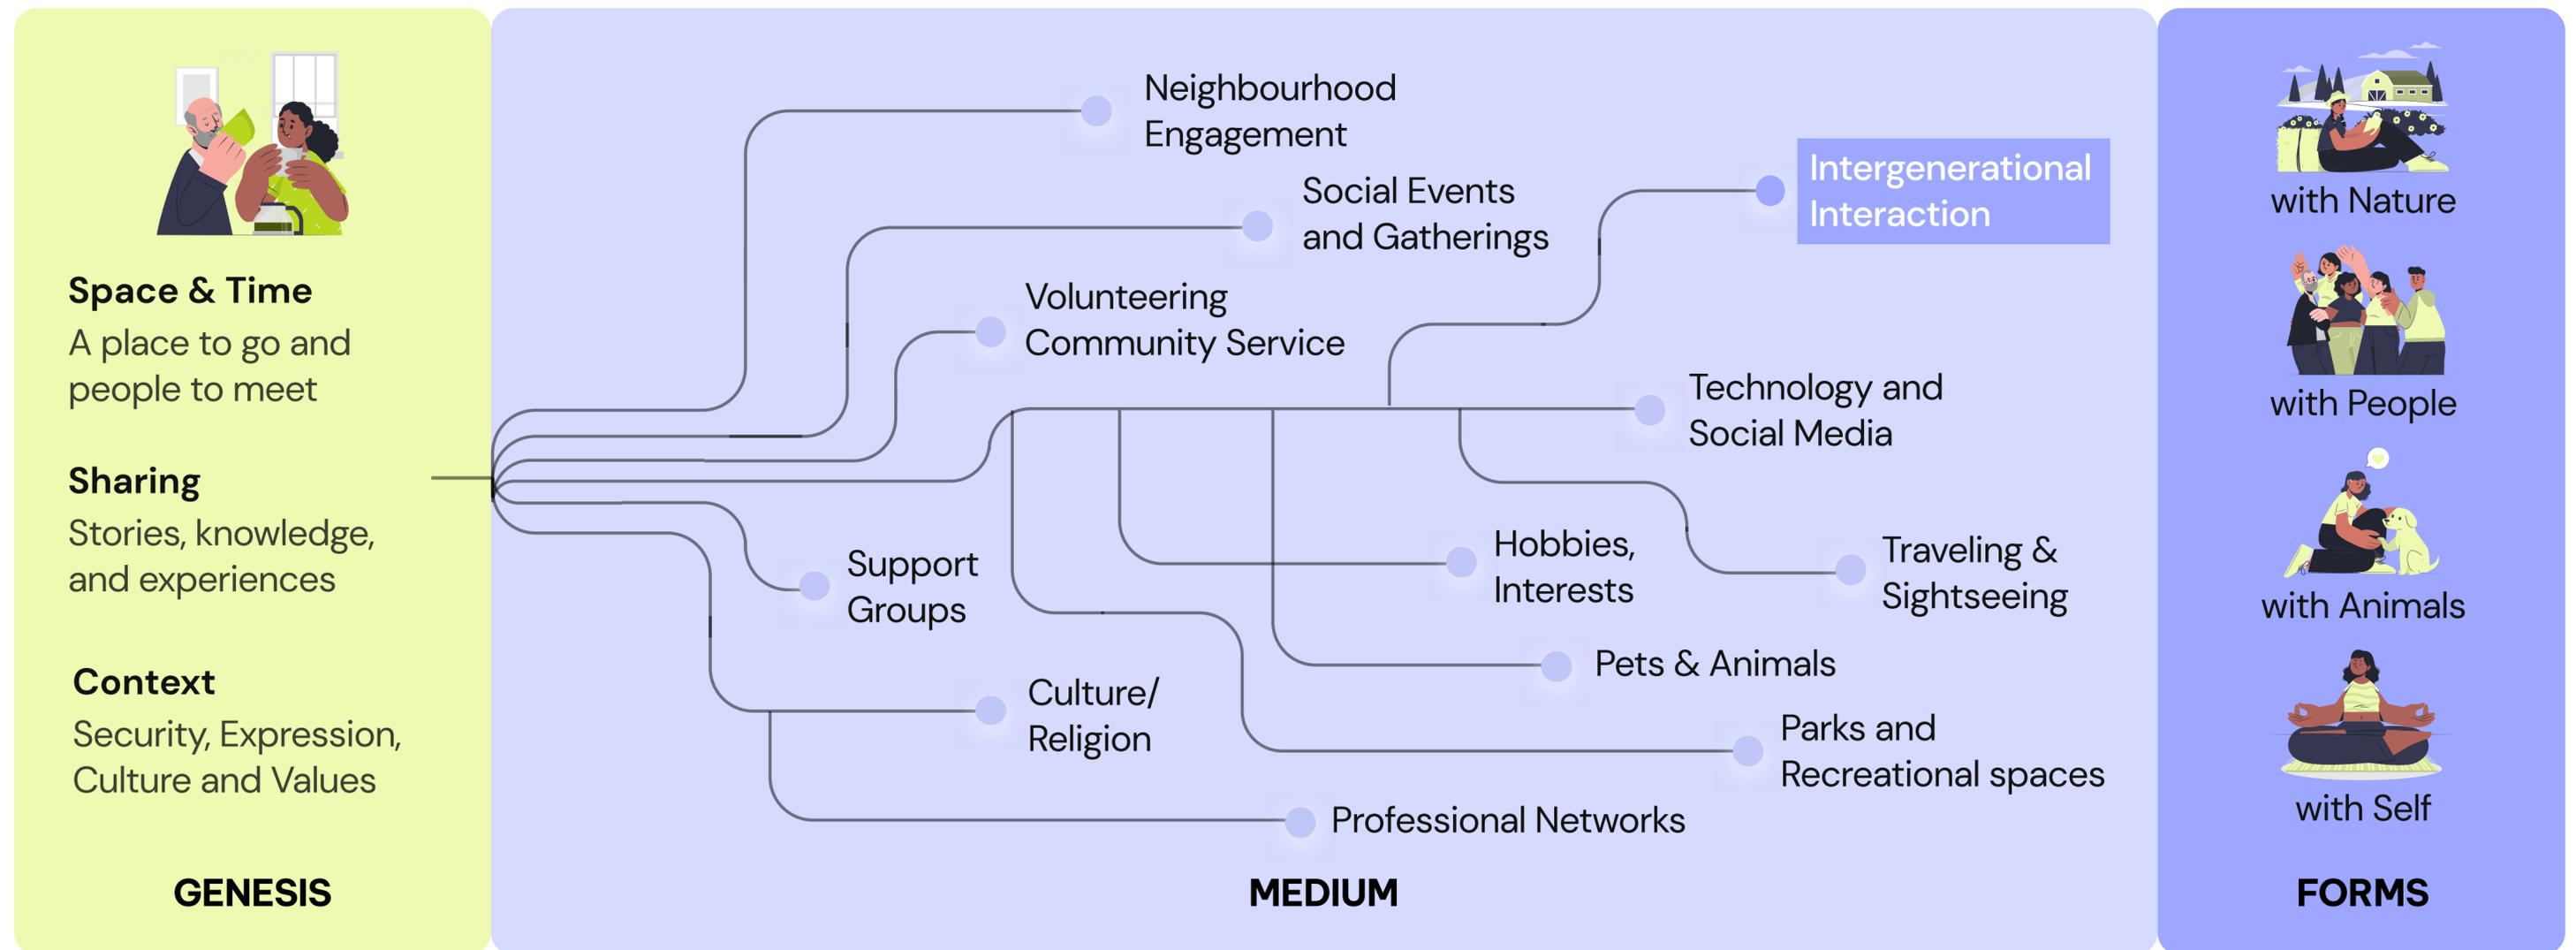 Space & Time
A place to go and
people to meet
Sharing
Stories, knowledge,
and experiences
Context
Security, Expression,
Culture and Values
GENESIS
Neighbourhood
Engagement
Social Events
and Gatherings
Intergenerational
Interaction
Volunteering
Community Service
Technology and
Social Media
Support
Groups
Hobbies,
Interests
Traveling &
Sightseeing
Pets & Animals
Culture/
Religion
Parks and
Recreational spaces
Professional Networks
MEDIUM
with Nature
with People
with Animals
with Self
FORMS